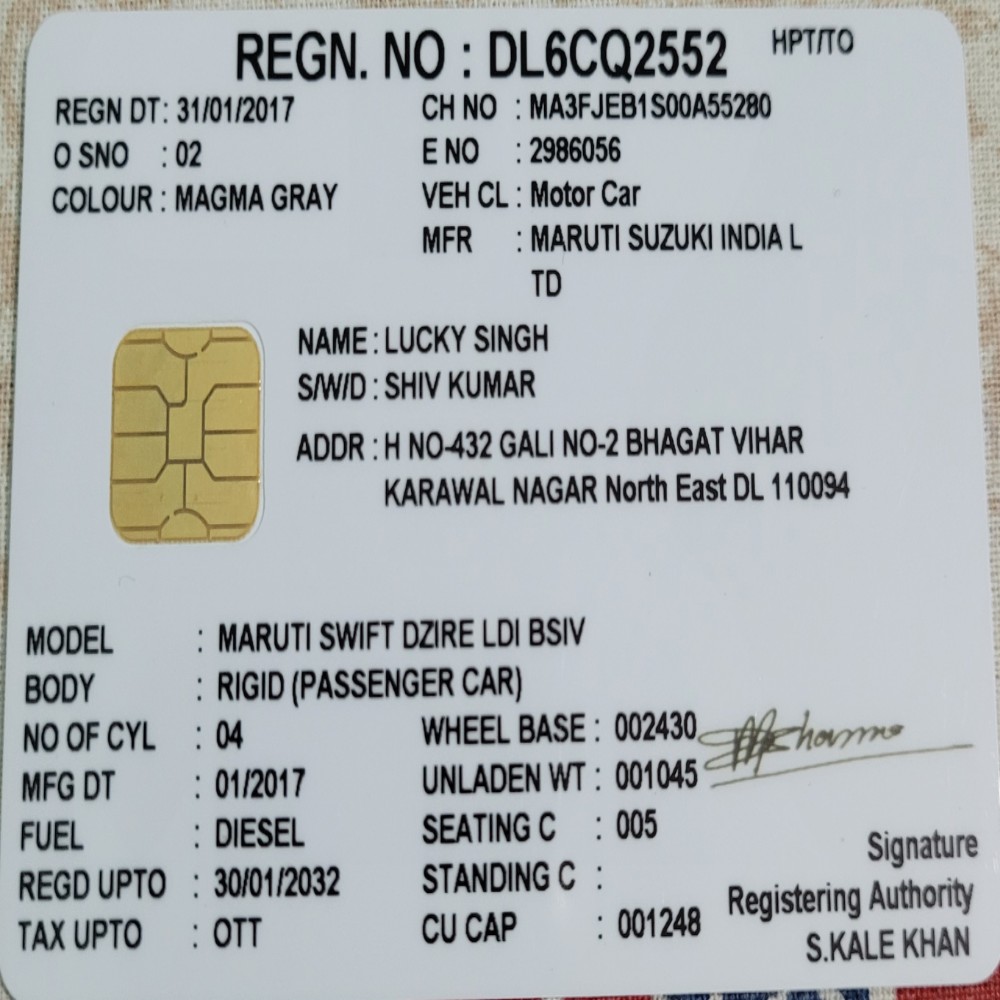 REGN. NO : DL6CQ2552 HPT/TO
REGN DT : 31/01/2017 CH NO : MA3FJEB1S00A55280
O SNO : 02 E NO : 2986056
COLOUR : MAGMA GRAY VEH CL : Motor Car
MFR : MARUTI SUZUKI INDIA L
TD
NAME : LUCKY SINGH
S/W/D : SHIV KUMAR
ADDR : H NO-432 GALI NO-2 BHAGAT VIHAR
KARAWAL NAGAR North East DL 110094
MODEL : MARUTI SWIFT DZIRE LDI BSIV
BODY : RIGID (PASSENGER CAR)
NO OF CYL : 04 WHEEL BASE : 002430
MFG DT : 01/2017 UNLADEN WT : 001045
FUEL : DIESEL SEATING C : 005
REGD UPTO : 30/01/2032 STANDING C :
TAX UPTO : OTT CU CAP : 001248
Signature
Registering Authority
S.KALE KHAN